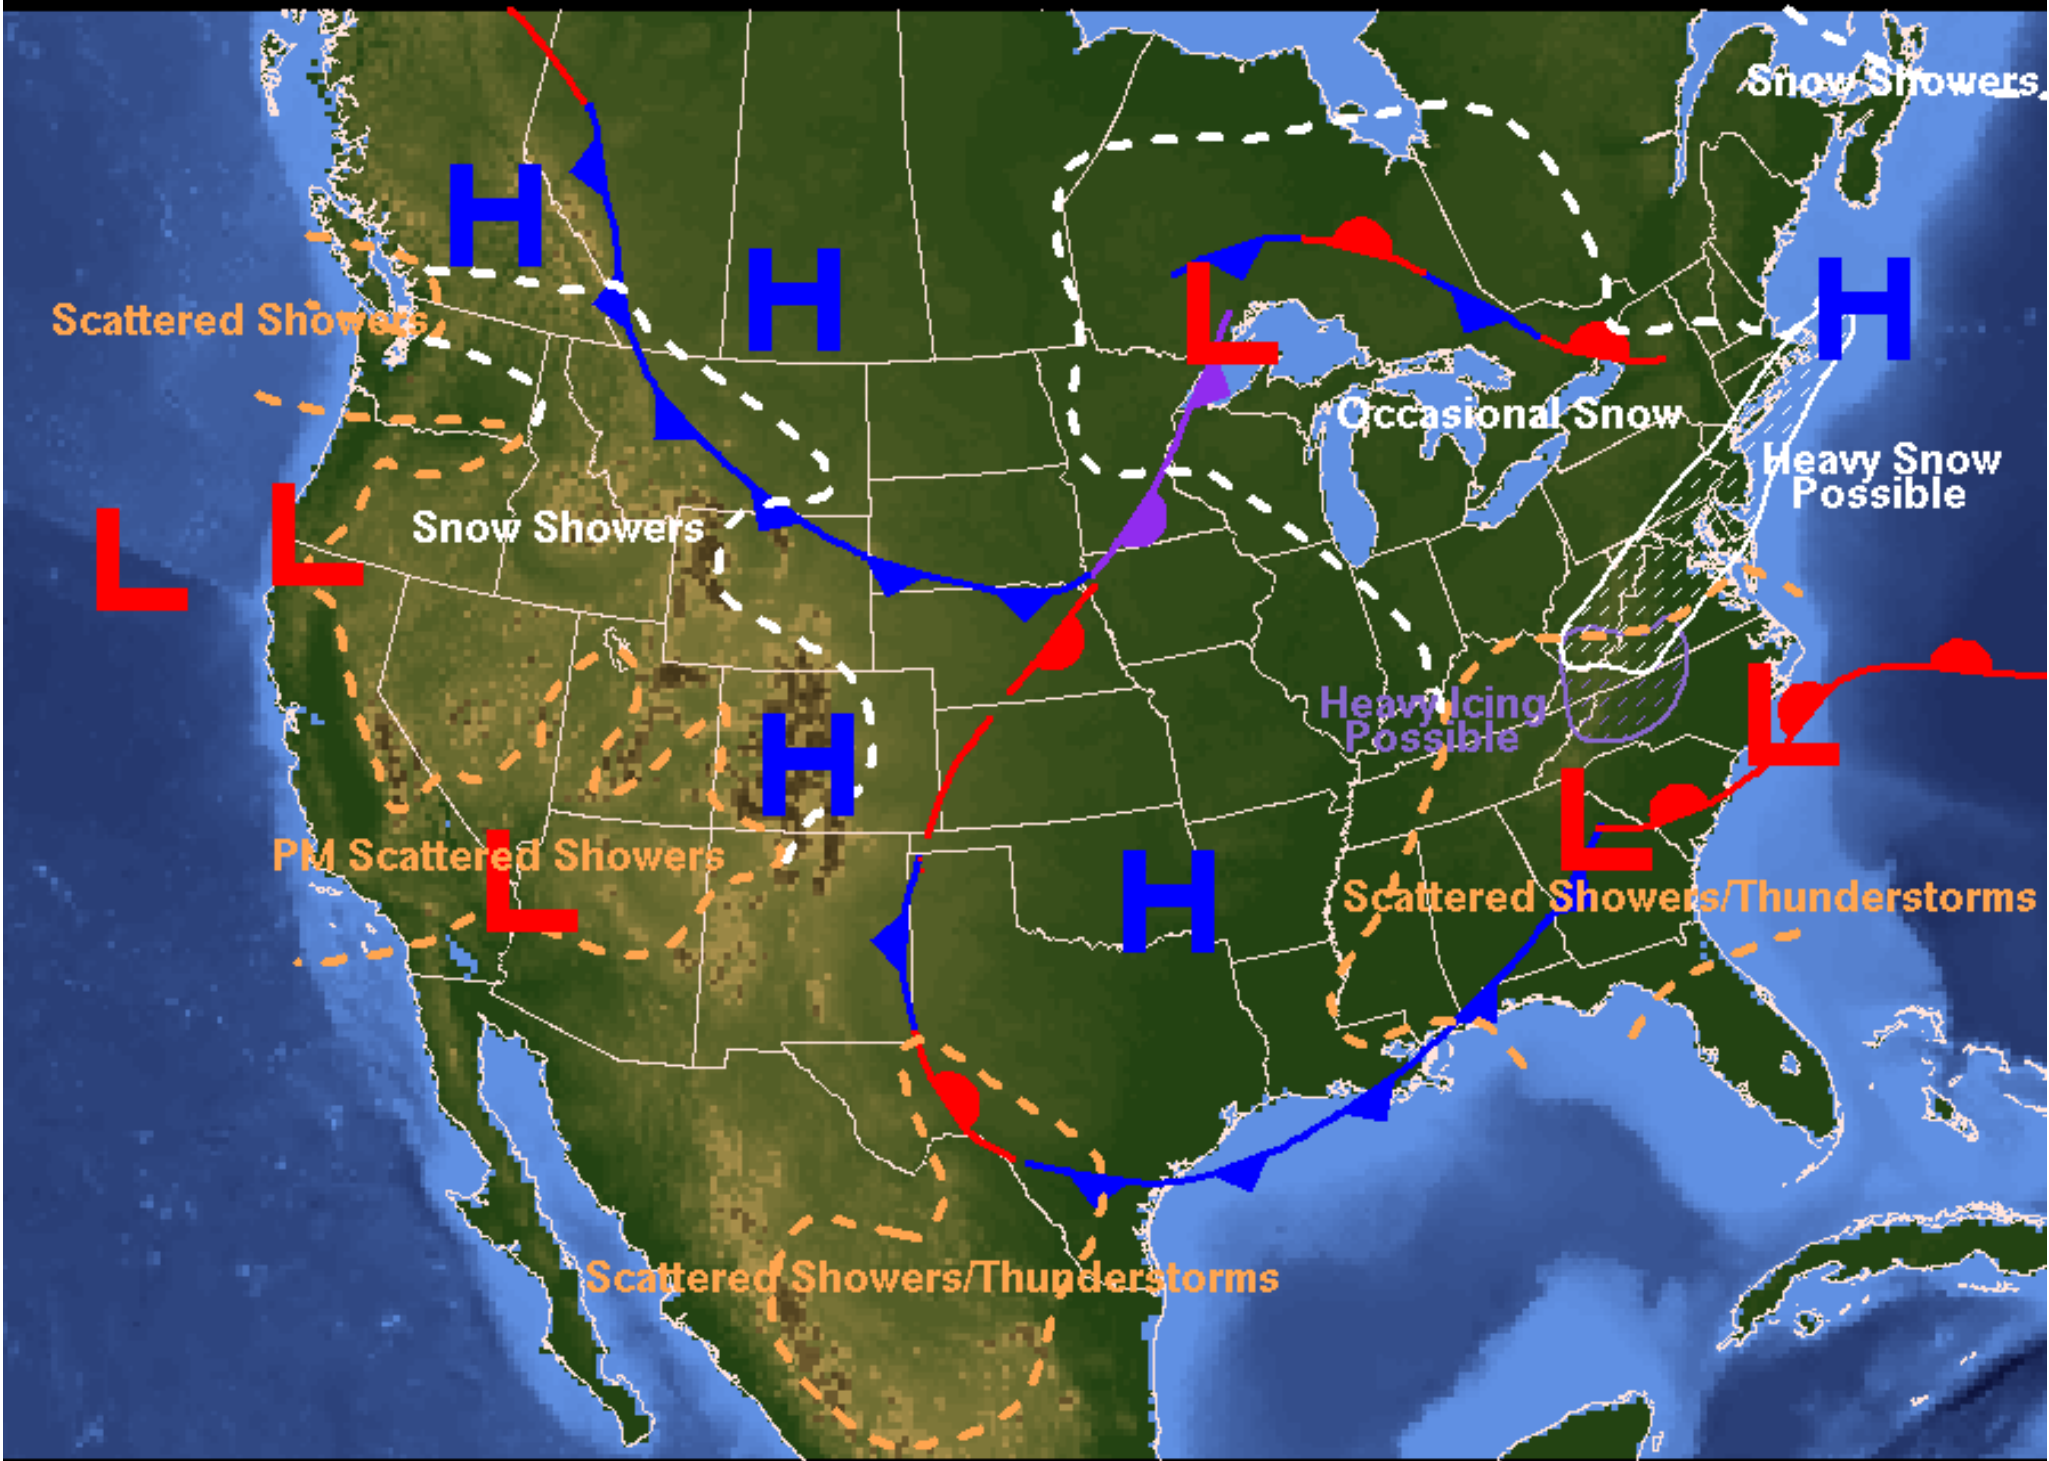 Snow Showers
H
H
H
Scattered Showers
L
Occasional Snow
Heavy Snow
Possible
L
L
Snow Showers
Heavy Icing
Possible
L
H
L
PM Scattered Showers
L
H
Scattered Showers/Thunderstorms
Scattered Showers/Thunderstorms